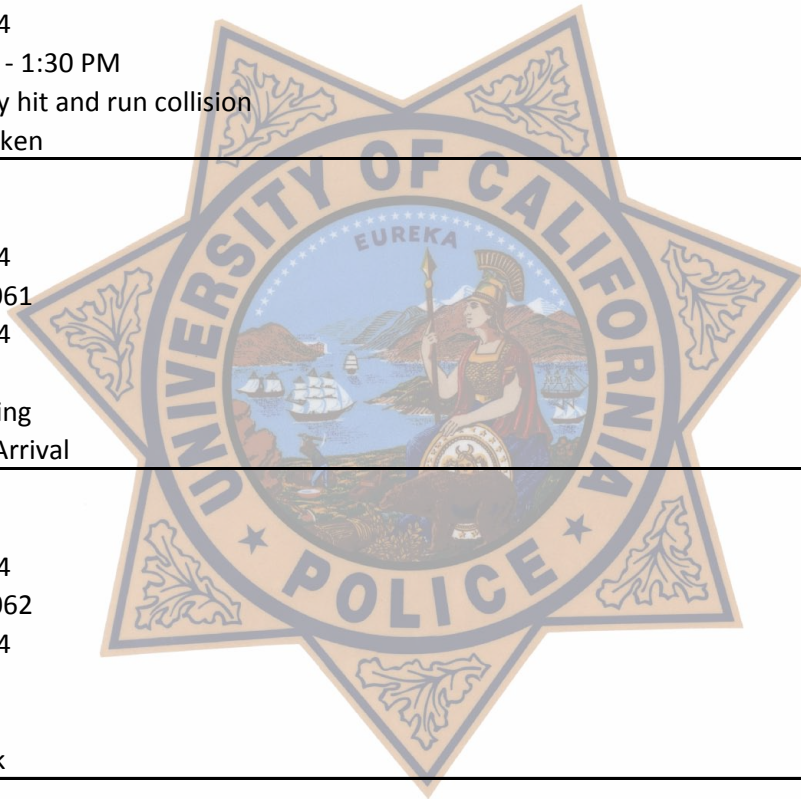 4
- 1:30 PM
y hit and run collision
ken
4
061
4
ing
Arrival
4
062
4
k
UNIVERSITY OF CALIFORNIA
EUREKA
POLICE